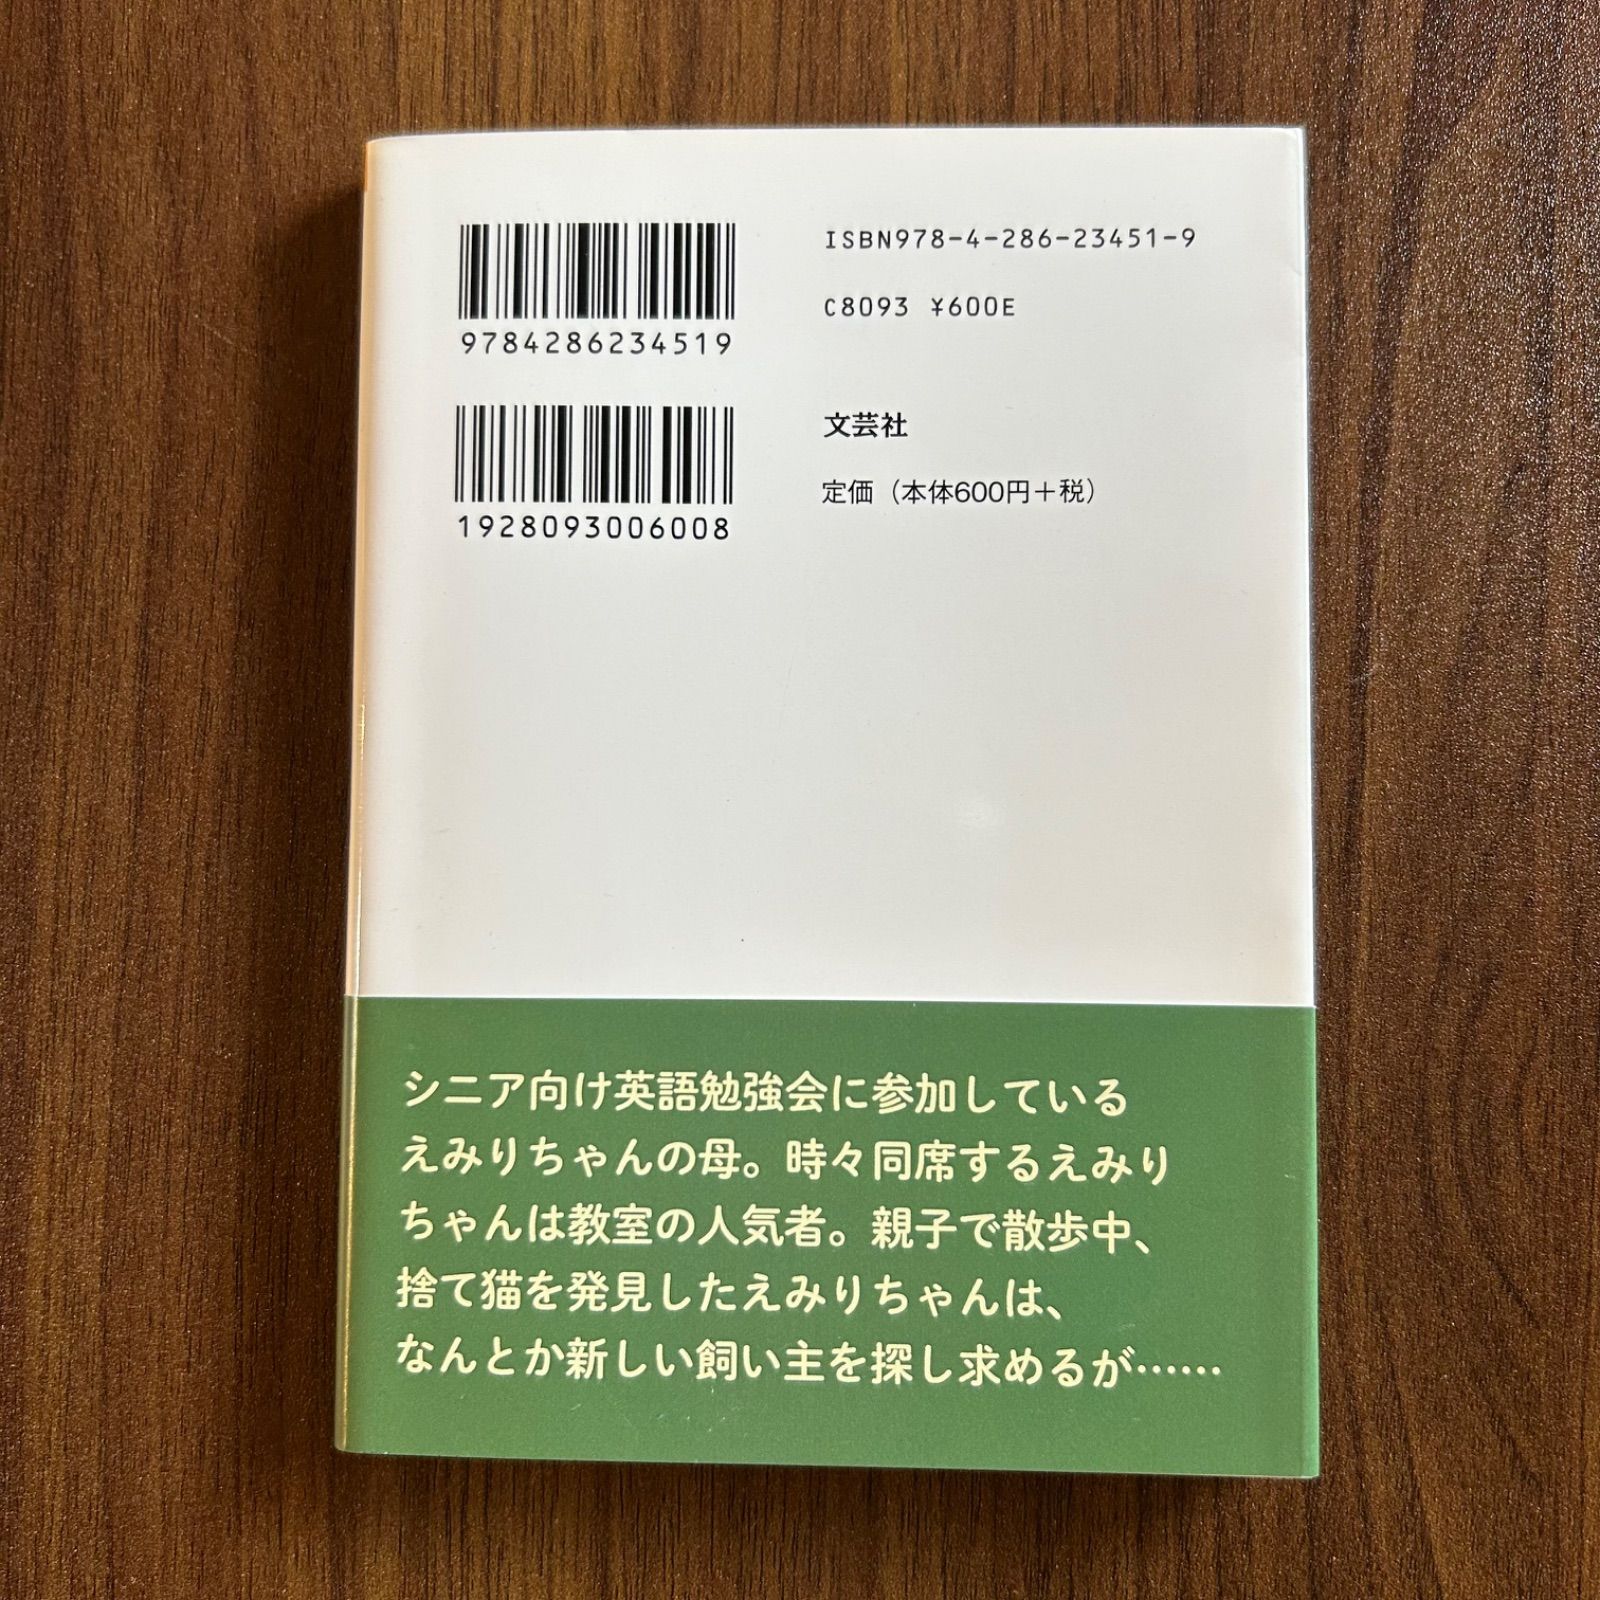 ISBN978-4-286-23451-9
9784286234519
C8093 ¥600E
1928093006008
文芸社
定価（本体600円＋税）
シニア向け英語勉強会に参加している
えみりちゃんの母。時々同席するえみり
ちゃんは教室の人気者。親子で散歩中、
捨て猫を発見したえみりちゃんは、
なんとか新しい飼い主を探し求めるが……